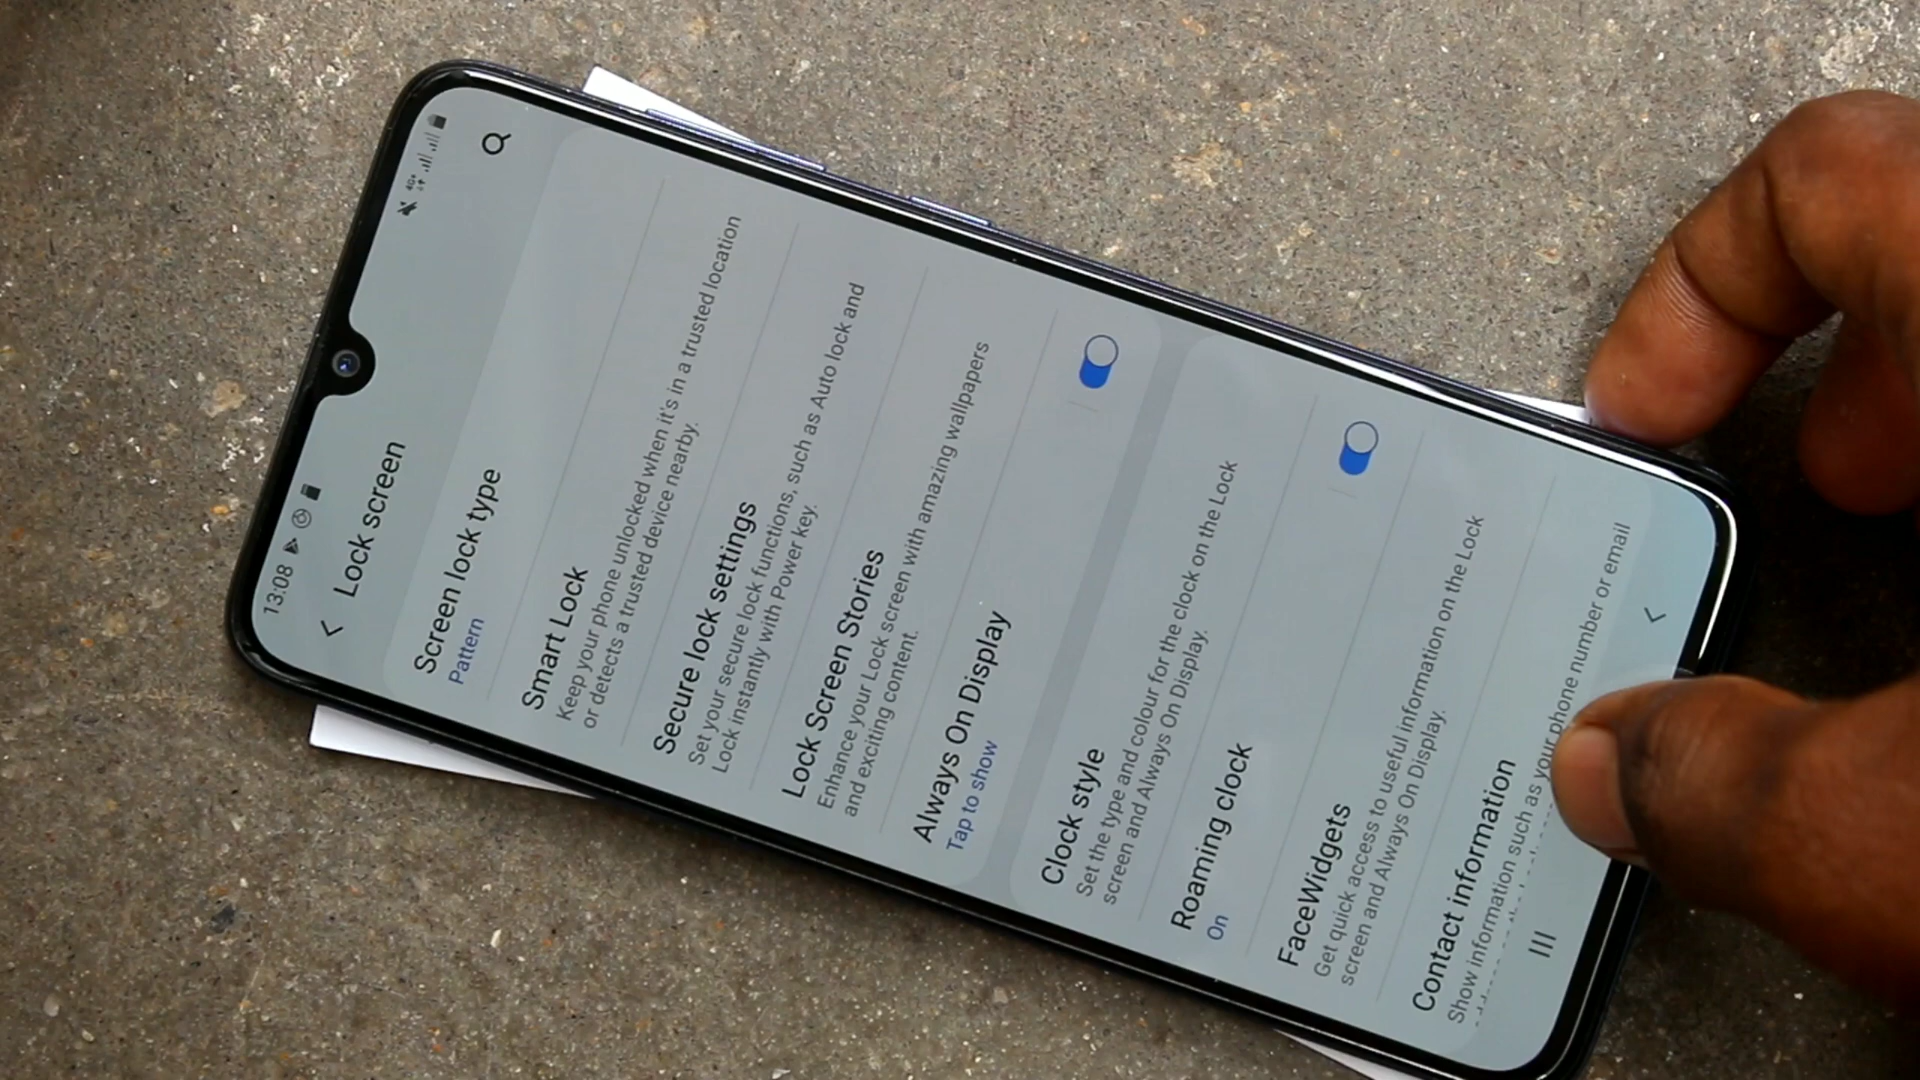 13:08
4G+
Lock screen
Screen lock type
Pattern
Smart Lock
Keep your phone unlocked when it's in a trusted location
or detects a trusted device nearby.
Secure lock settings
Set your secure lock functions, such as Auto lock and
Lock instantly with Power key.
Lock Screen Stories
Enhance your Lock screen with amazing wallpapers
and exciting content.
Always On Display
Tap to show
Clock style
Set the type and colour for the clock on the Lock
screen and Always On Display.
Roaming clock
On
FaceWidgets
Get quick access to useful information on the Lock
screen and Always On Display.
Contact information
Show information such as your phone number or email